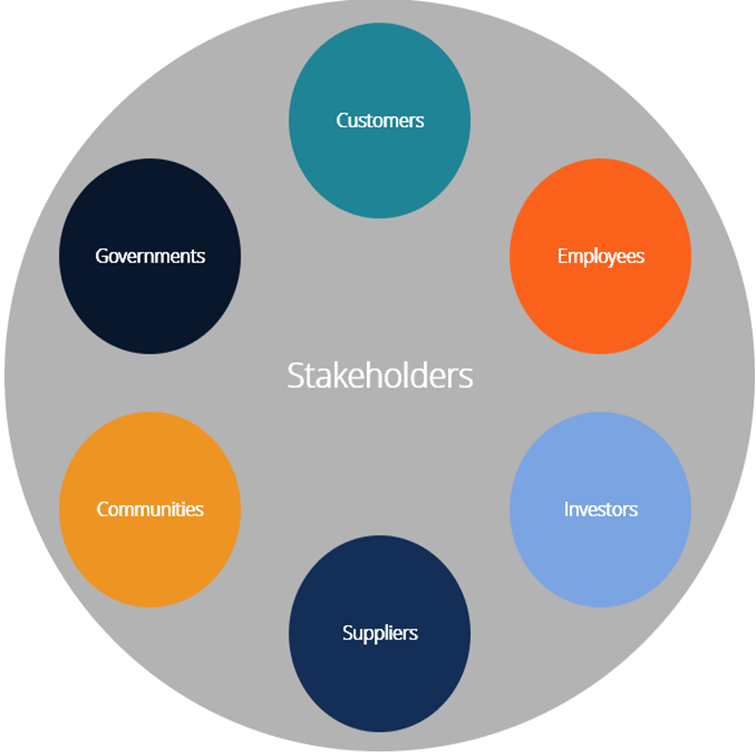 Customers
Governments
Employees
Stakeholders
Communities
Investors
Suppliers